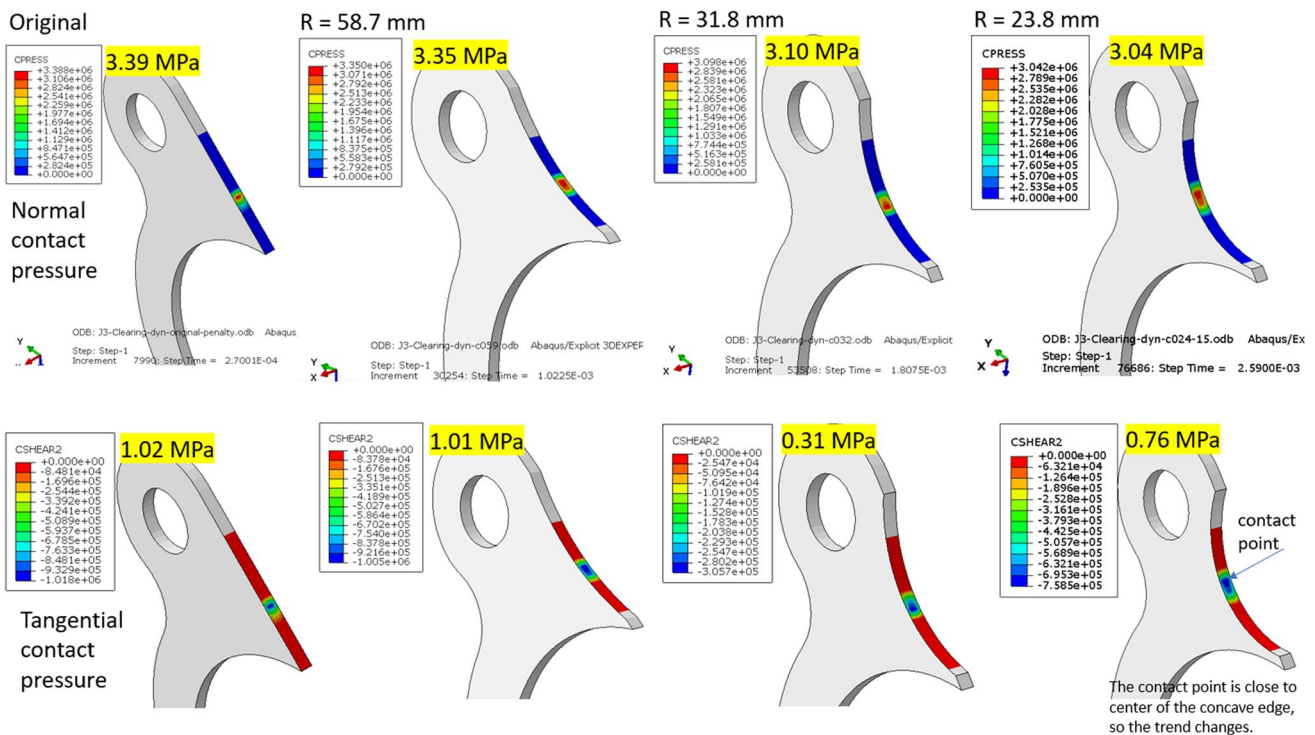 Original
R = 58.7 mm
R = 31.8 mm
R = 23.8 mm
3.39 MPa
3.35 MPa
3.10 MPa
3.04 MPa
CPRESS
+3.388e+06
+3.106e+06
+2.824e+06
+2.541e+06
+2.259e+06
+1.977e+06
+1.694e+06
+1.412e+06
+1.129e+06
+8.471e+05
+5.647e+05
+2.824e+05
+0.000e+00
CPRESS
+3.350e+06
+3.071e+06
+2.792e+06
+2.513e+06
+2.233e+06
+1.954e+06
+1.675e+06
+1.396e+06
+1.117e+06
+8.375e+05
+5.583e+05
+2.792e+05
+0.000e+00
CPRESS
+3.098e+06
+2.839e+06
+2.581e+06
+2.323e+06
+2.065e+06
+1.807e+06
+1.549e+06
+1.291e+06
+1.033e+06
+7.744e+05
+5.163e+05
+2.581e+05
+0.000e+00
CPRESS
+3.042e+06
+2.789e+06
+2.535e+06
+2.282e+06
+2.028e+06
+1.775e+06
+1.521e+06
+1.268e+06
+1.014e+06
+7.605e+05
+5.070e+05
+2.535e+05
+0.000e+00
Normal
contact
pressure
Y
X
ODB: J3-Clearing-dyn-original-penalty.odb Abaqus
Step: Step-1
Increment 7990: Step Time = 2.7001E-04
Y
X
ODB: J3-Clearing-dyn-c059.odb Abaqus/Explicit 3DEXPER
Step: Step-1
Increment 30254: Step Time = 1.0225E-03
Y
X
ODB: J3-Clearing-dyn-c032.odb Abaqus/Explicit
Step: Step-1
Increment 53508: Step Time = 1.8075E-03
Y
X
ODB: J3-Clearing-dyn-c024-15.odb Abaqus/Ex
Step: Step-1
Increment 76686: Step Time = 2.5900E-03
1.02 MPa
1.01 MPa
0.31 MPa
0.76 MPa
CSHEAR2
+0.000e+00
-8.481e+04
-1.696e+05
-2.544e+05
-3.392e+05
-4.241e+05
-5.089e+05
-5.937e+05
-6.785e+05
-7.633e+05
-8.481e+05
-9.329e+05
-1.018e+06
CSHEAR2
+0.000e+00
-8.378e+04
-1.676e+05
-2.513e+05
-3.351e+05
-4.189e+05
-5.027e+05
-5.864e+05
-6.702e+05
-7.540e+05
-8.378e+05
-9.216e+05
-1.005e+06
CSHEAR2
+0.000e+00
-2.547e+04
-5.095e+04
-7.642e+04
-1.019e+05
-1.274e+05
-1.528e+05
-1.783e+05
-2.038e+05
-2.293e+05
-2.547e+05
-2.802e+05
-3.057e+05
CSHEAR2
+0.000e+00
-6.321e+04
-1.264e+05
-1.896e+05
-2.528e+05
-3.161e+05
-3.793e+05
-4.425e+05
-5.057e+05
-5.689e+05
-6.321e+05
-6.953e+05
-7.585e+05
contact
point
Tangential
contact
pressure
The contact point is close to
center of the concave edge,
so the trend changes.